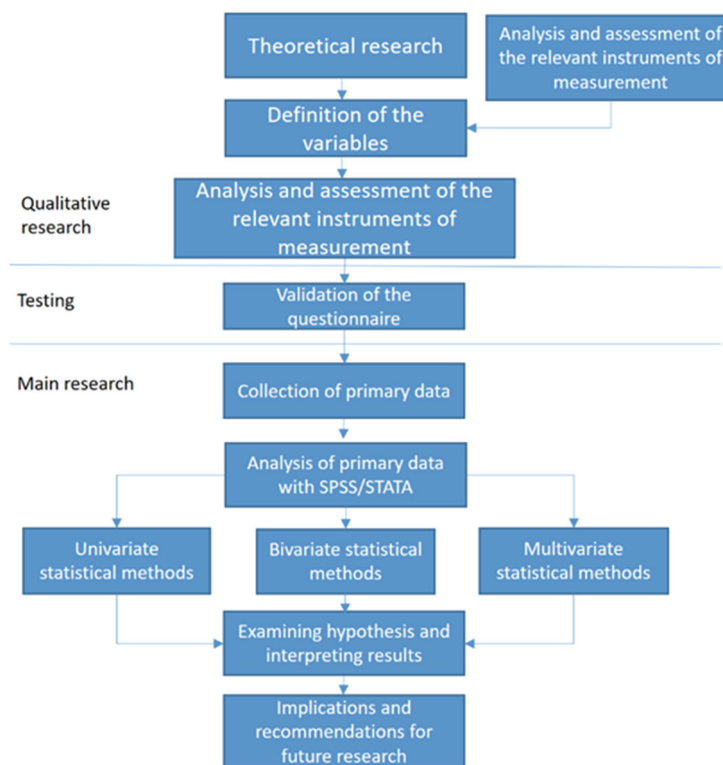 Theoretical research
Analysis and assessment of
the relevant instruments of
measurement
Definition of the
variables
Qualitative
research
Analysis and assessment of the
relevant instruments of
measurement
Testing
Validation of the
questionnaire
Main research
Collection of primary data
Analysis of primary data
with SPSS/STATA
Univariate
statistical methods
Bivariate statistical
methods
Multivariate
statistical methods
Examining hypothesis and
interpreting results
Implications and
recommendations for
future research